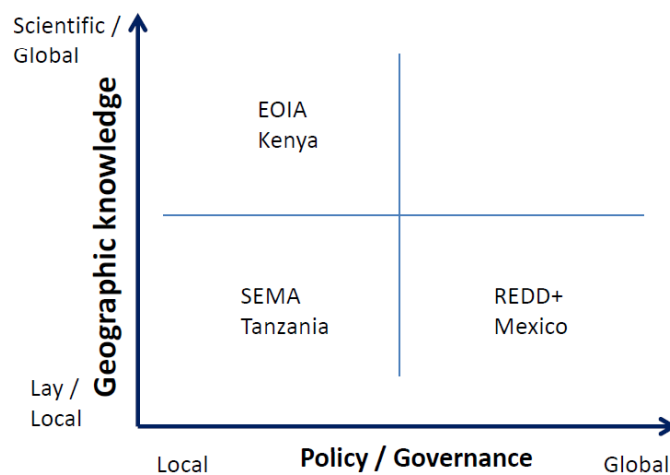 Scientific /
Global
Geographic knowledge
EOIA
Kenya
SEMA
Tanzania
REDD+
Mexico
Lay /
Local
Local
Policy / Governance
Global